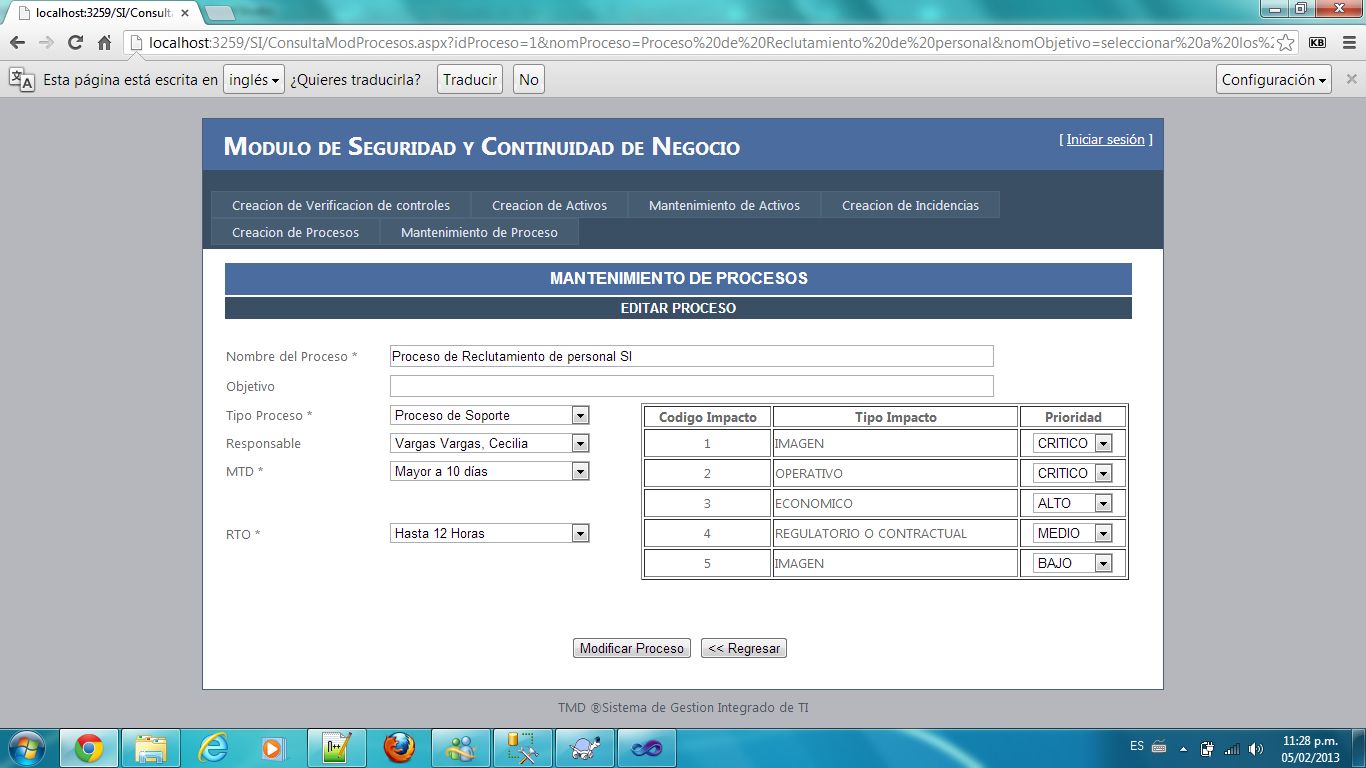 localhost:3259/SI/Consulta
localhost:3259/SI/ConsultaModProcesos.aspx?idProceso=1&nomProceso=Proceso%20de%20Reclutamiento%20de%20personal&nomObjetivo=seleccionar%20a%20los%2
KB
Esta página está escrita en inglés ¿Quieres traducirla? Traducir No Configuración
MODULO DE SEGURIDAD Y CONTINUIDAD DE NEGOCIO
[ Iniciar sesión ]
Creacion de Verificacion de controles Creacion de Activos Mantenimiento de Activos Creacion de Incidencias
Creacion de Procesos Mantenimiento de Proceso
MANTENIMIENTO DE PROCESOS
EDITAR PROCESO
Nombre del Proceso * Proceso de Reclutamiento de personal SI
Objetivo
Tipo Proceso * Proceso de Soporte
Responsable Vargas Vargas, Cecilia
MTD * Mayor a 10 días
RTO * Hasta 12 Horas
Codigo Impacto Tipo Impacto Prioridad
1 IMAGEN CRITICO
2 OPERATIVO CRITICO
3 ECONOMICO ALTO
4 REGULATORIO O CONTRACTUAL MEDIO
5 IMAGEN BAJO
Modificar Proceso << Regresar
TMD ®Sistema de Gestion Integrado de TI
ES
11:28 p.m.
05/02/2013